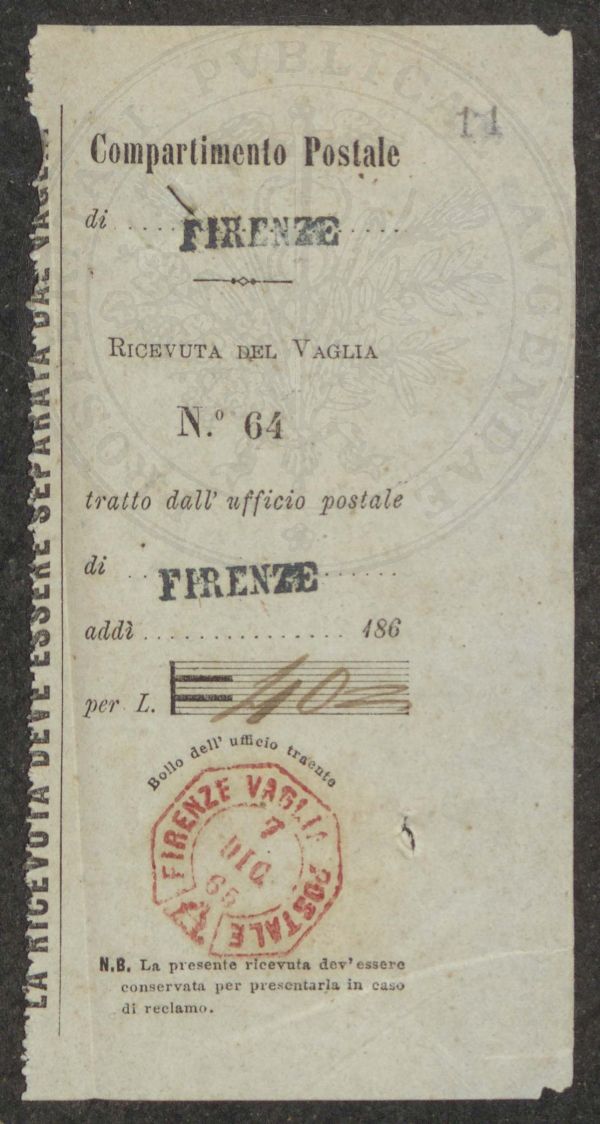 11
Compartimento Postale
di .......... FIRENZE ..........
RICEVUTA DEL VAGLIA
N.º 64
tratto dall' ufficio postale
di .......... FIRENZE ..........
addì ................ 186
per L. 40
Bollo dell' ufficio traente
FIRENZE VAGLIA POSTALE
7
DIC
65
N.B. La presente ricevuta dev' essere
conservata per presentarla in caso
di reclamo.
LA RICEVUTA DEVE ESSERE SEPARATA DAL VAGLIA
PVBLICAE AVGENDAE